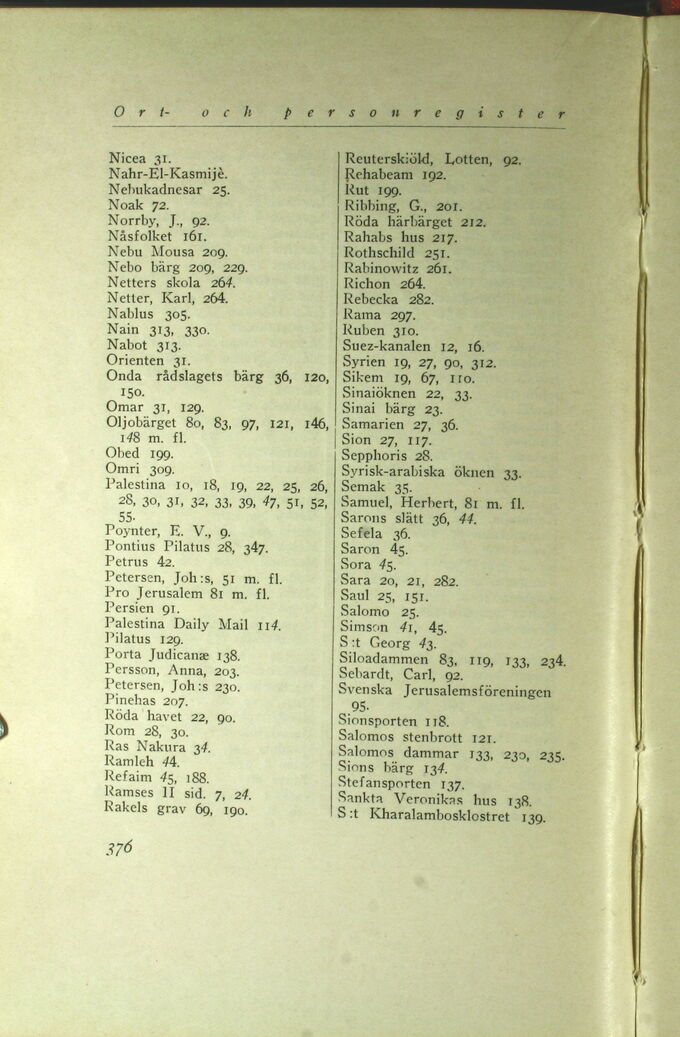 Ort- och personregister
Nicea 31.
Nahr-El-Kasmijè.
Nebukadnesar 25.
Noak 72.
Norrby, J., 92.
Nåsfolket 161.
Nebu Mousa 209.
Nebo bärg 209, 229.
Netters skola 264.
Netter, Karl, 264.
Nablus 305.
Nain 313, 330.
Nabot 313.
Orienten 31.
Onda rådslagets bärg 36, 120,
150.
Omar 31, 129.
Oljobärget 80, 83, 97, 121, 146,
148 m. fl.
Obed 199.
Omri 309.
Palestina 10, 18, 19, 22, 25, 26,
28, 30, 31, 32, 33, 39, 47, 51, 52,
55.
Poynter, E. V., 9.
Pontius Pilatus 28, 347.
Petrus 42.
Petersen, Joh:s, 51 m. fl.
Pro Jerusalem 81 m. fl.
Persien 91.
Palestina Daily Mail 114.
Pilatus 129.
Porta Judicanæ 138.
Persson, Anna, 203.
Petersen, Joh:s 230.
Pinehas 207.
Röda havet 22, 90.
Rom 28, 30.
Ras Nakura 34.
Ramleh 44.
Refaim 45, 188.
Ramses II sid. 7, 24.
Rakels grav 69, 190.
Reuterskiöld, Lotten, 92.
Rehabeam 192.
Rut 199.
Ribbing, G., 201.
Röda härbärget 212.
Rahabs hus 217.
Rothschild 251.
Rabinowitz 261.
Richon 264.
Rebecka 282.
Rama 297.
Ruben 310.
Suez-kanalen 12, 16.
Syrien 19, 27, 90, 312.
Sikem 19, 67, 110.
Sinaiöknen 22, 33.
Sinai bärg 23.
Samarien 27, 36.
Sion 27, 117.
Sepphoris 28.
Syrisk-arabiska öknen 33.
Semak 35.
Samuel, Herbert, 81 m. fl.
Sarons slätt 36, 44.
Sefela 36.
Saron 45.
Sora 45.
Sara 20, 21, 282.
Saul 25, 151.
Salomo 25.
Simson 41, 45.
S:t Georg 43.
Siloadammen 83, 119, 133, 234.
Sebardt, Carl, 92.
Svenska Jerusalemsföreningen
95.
Sionsporten 118.
Salomos stenbrott 121.
Salomos dammar 133, 230, 235.
Sions bärg 134.
Stefansporten 137.
Sankta Veronikas hus 138.
S:t Kharalambosklostret 139.
376